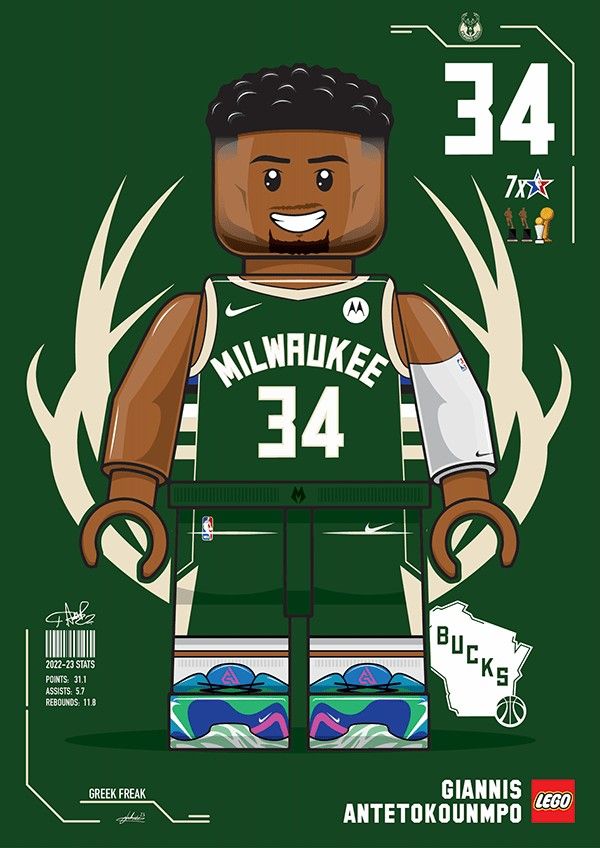 34
7x
MILWAUKEE
34
2022-23 STATS
POINTS: 31.1
ASSISTS: 5.7
REBOUNDS: 11.8
BUCKS
GREEK FREAK
GIANNIS
ANTETOKOUNMPO
LEGO